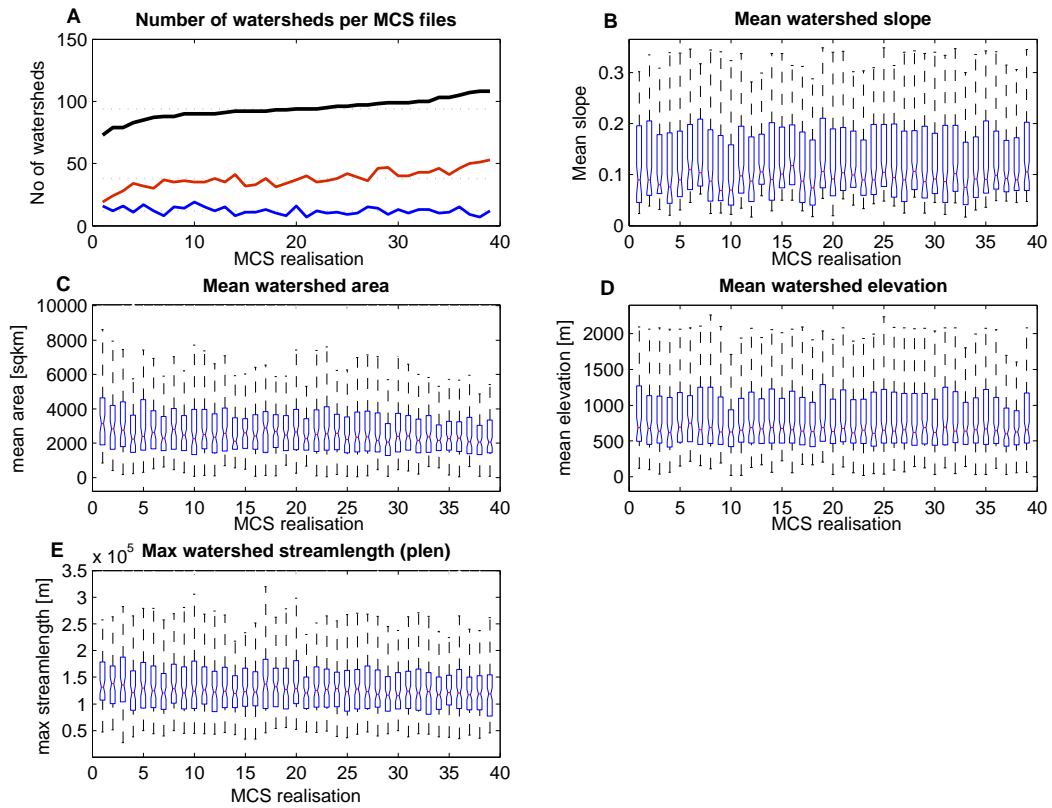 A
Number of watersheds per MCS files
150
100
50
0
No of watersheds
0 10 20 30 40
MCS realisation
B
Mean watershed slope
0.3
0.2
0.1
0
Mean slope
0 5 10 15 20 25 30 35 40
MCS realisation
C
Mean watershed area
10000
8000
6000
4000
2000
0
mean area [sqkm]
0 5 10 15 20 25 30 35 40
MCS realisation
D
Mean watershed elevation
2000
1500
1000
500
0
mean elevation [m]
0 5 10 15 20 25 30 35 40
MCS realisation
E
x 10^5
Max watershed streamlength (plen)
3.5
3
2.5
2
1.5
1
0.5
max streamlength [m]
0 5 10 15 20 25 30 35 40
MCS realisation